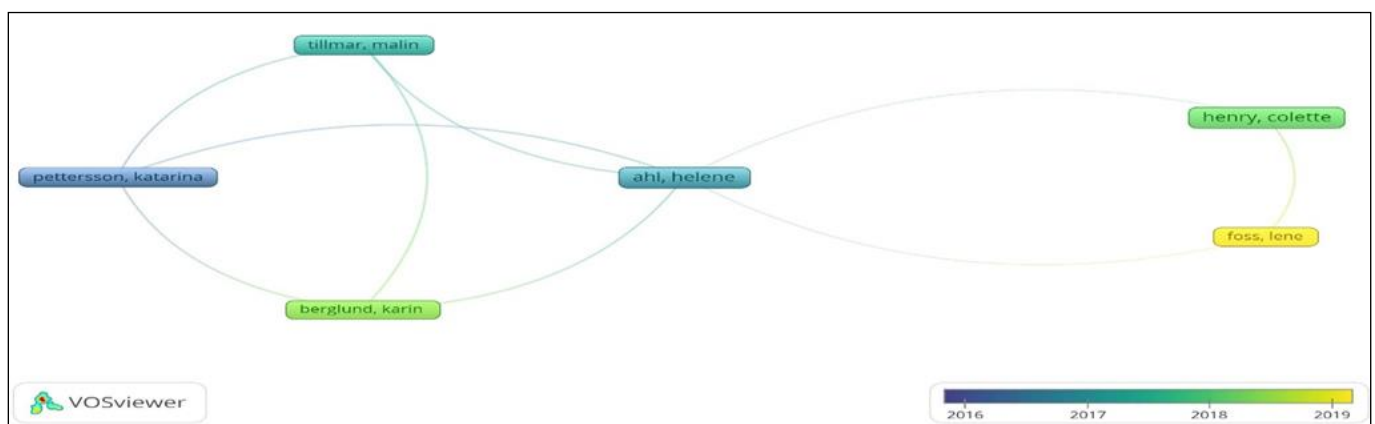 tillmar, malin
henry, colette
pettersson, katarina
ahl, helene
foss, lene
berglund, karin
VOSviewer
2016 2017 2018 2019